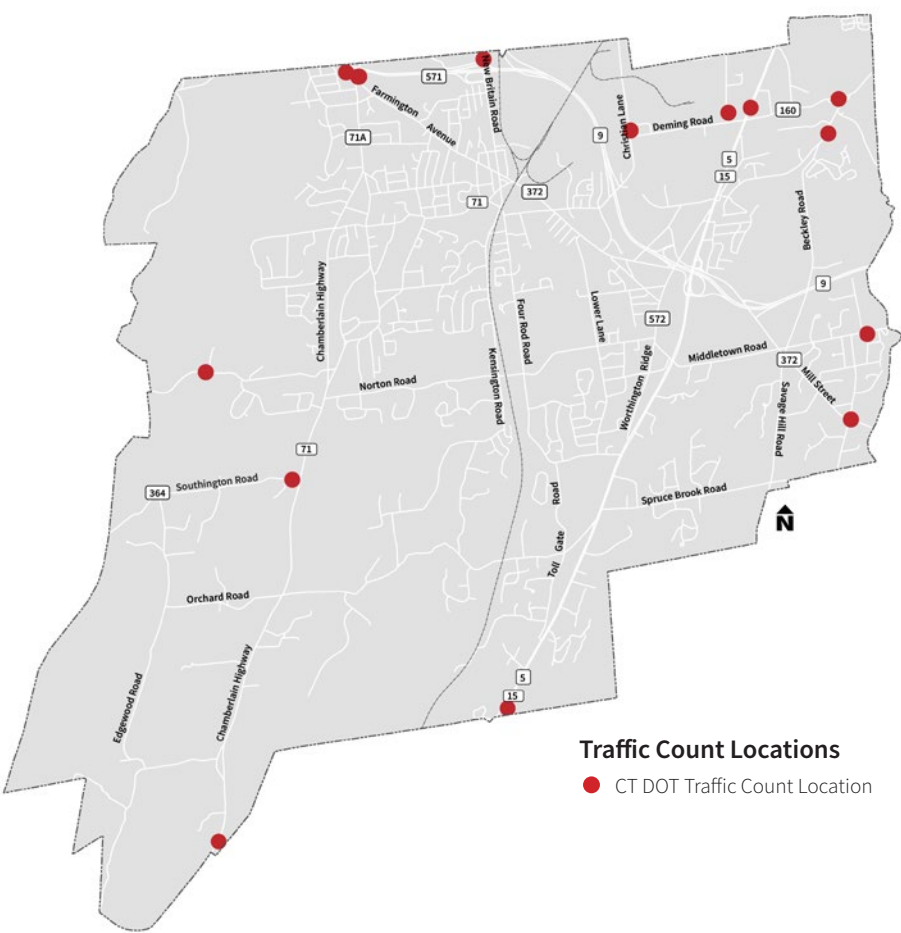 571
New Britain Road
Farmington Avenue
71A
9
Christian Lane
Deming Road
160
5
15
372
71
Beckley Road
9
Chamberlain Highway
Four Rod Road
Lower Lane
572
Kensington Road
Worthington Ridge
Middletown Road
372
Mill Street
Norton Road
Savage Hill Road
71
364
Southington Road
Spruce Brook Road
Toll Gate Road
N
Orchard Road
Edgewood Road
Chamberlain Highway
5
15
Traffic Count Locations
CT DOT Traffic Count Location